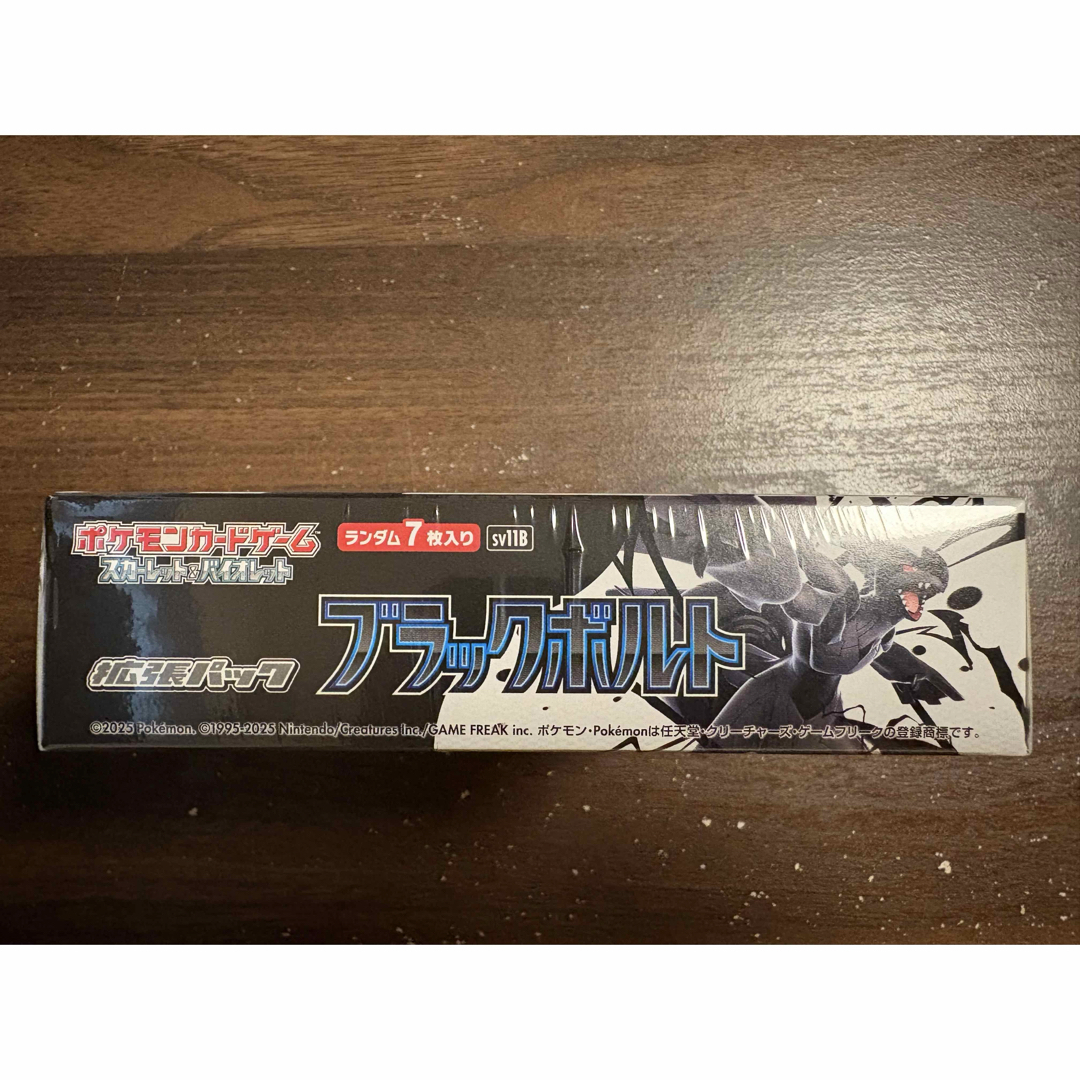 ポケモンカードゲーム
スカーレット&バイオレット
ランダム7枚入り
sv11B
ブラックボルト
拡張パック
©2025 Pokémon. ©1995-2025 Nintendo/Creatures Inc./GAME FREAK inc. ポケモン・Pokémonは任天堂・クリーチャーズ・ゲームフリークの登録商標です。